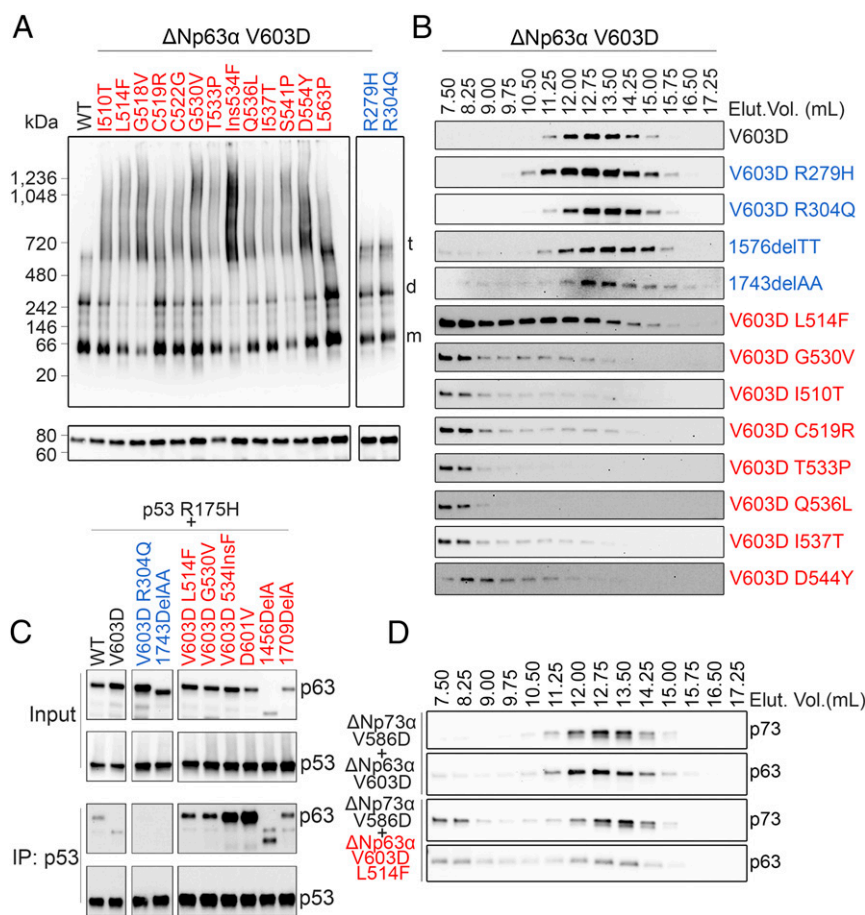 A
ΔNp63α V603D
kDa
WT
I510T
L514F
G518V
C519R
C522G
G530V
T533P
Ins534F
Q536L
I537T
S541P
D554Y
L563P
R279H
R304Q
1,236
1,048
720
480
242
146
66
20
t
d
m
80
60
B
ΔNp63α V603D
7.50 8.25 9.00 9.75 10.50 11.25 12.00 12.75 13.50 14.25 15.00 15.75 16.50 17.25
Elut.Vol. (mL)
V603D
V603D R279H
V603D R304Q
1576delTT
1743delAA
V603D L514F
V603D G530V
V603D I510T
V603D C519R
V603D T533P
V603D Q536L
V603D I537T
V603D D544Y
C
p53 R175H
+
WT
V603D
V603D R304Q
1743DelAA
V603D L514F
V603D G530V
V603D 534InsF
D601V
1456DelA
1709DelA
Input
p63
p53
IP: p53
p63
p53
D
7.50 8.25 9.00 9.75 10.50 11.25 12.00 12.75 13.50 14.25 15.00 15.75 16.50 17.25
Elut. Vol.(mL)
ΔNp73α
V586D
+
ΔNp63α
V603D
p73
p63
ΔNp73α
V586D
+
ΔNp63α
V603D
L514F
p73
p63